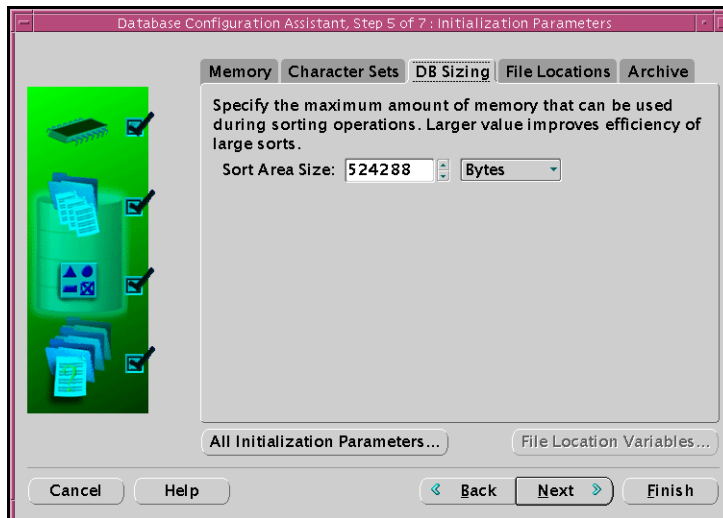 Database Configuration Assistant, Step 5 of 7 : Initialization Parameters
Memory Character Sets DB Sizing File Locations Archive
Specify the maximum amount of memory that can be used
during sorting operations. Larger value improves efficiency of
large sorts.
Sort Area Size: 524288 Bytes
All Initialization Parameters... File Location Variables...
Cancel Help Back Next Finish